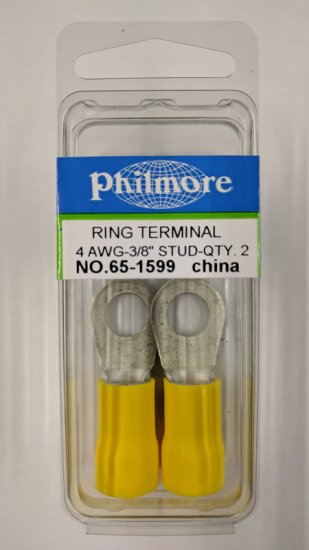 Philmore
RING TERMINAL
4 AWG-3/8" STUD-QTY. 2
NO.65-1599 china